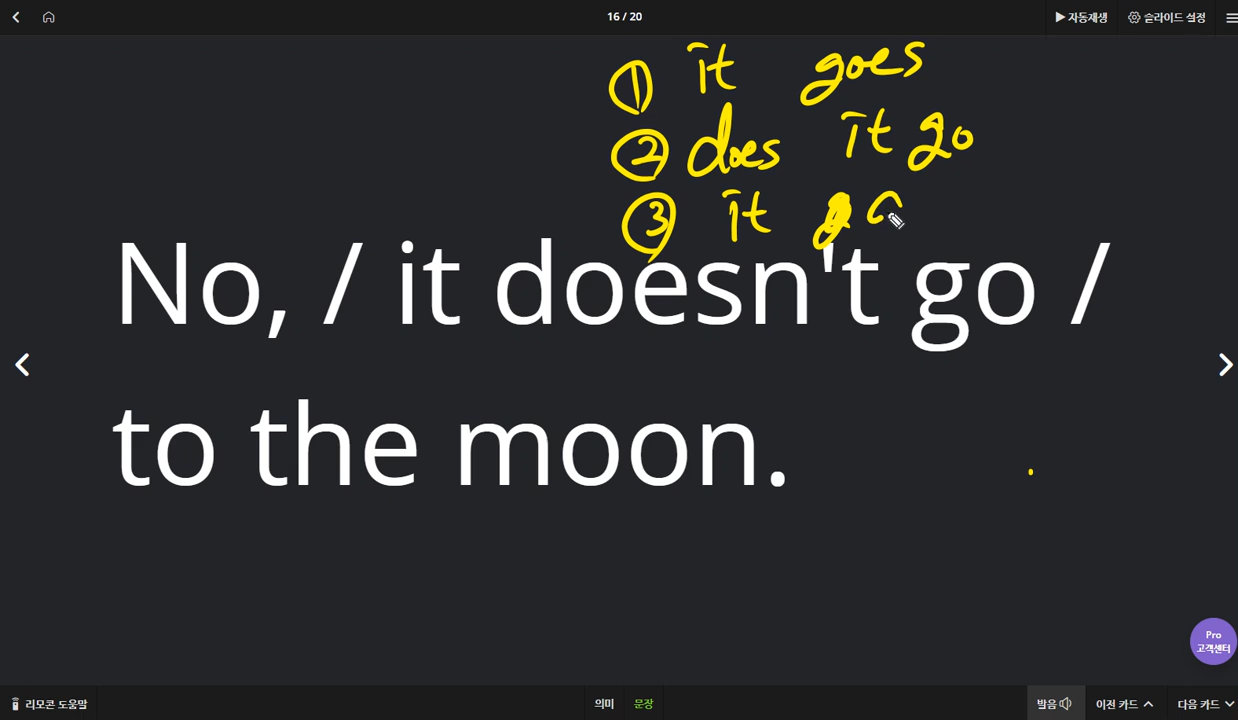 16 / 20
자동재생
슬라이드 설정
① it goes
② does it go
③ it go
No, / it doesn't go /
to the moon.
Pro
고객센터
리모콘 도움말
의미
문장
발음
이전 카드
다음 카드